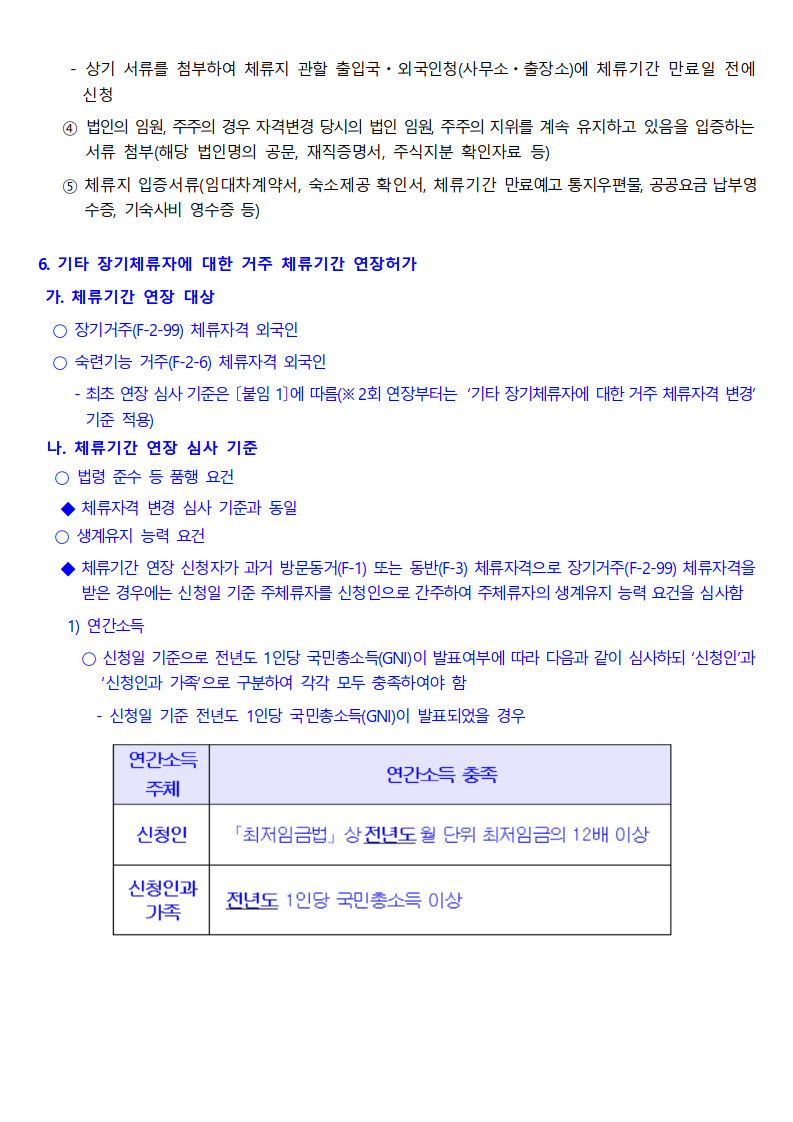 - 상기 서류를 첨부하여 체류지 관할 출입국・외국인청(사무소・출장소)에 체류기간 만료일 전에
신청
④ 법인의 임원, 주주의 경우 자격변경 당시의 법인 임원, 주주의 지위를 계속 유지하고 있음을 입증하는
서류 첨부(해당 법인명의 공문, 재직증명서, 주식지분 확인자료 등)
⑤ 체류지 입증서류(임대차계약서, 숙소제공 확인서, 체류기간 만료예고 통지우편물, 공공요금 납부영
수증, 기숙사비 영수증 등)
6. 기타 장기체류자에 대한 거주 체류기간 연장허가
가. 체류기간 연장 대상
○ 장기거주(F-2-99) 체류자격 외국인
○ 숙련기능 거주(F-2-6) 체류자격 외국인
- 최초 연장 심사 기준은 〔붙임 1〕에 따름(※ 2회 연장부터는 ‘기타 장기체류자에 대한 거주 체류자격 변경’
기준 적용)
나. 체류기간 연장 심사 기준
○ 법령 준수 등 품행 요건
◆ 체류자격 변경 심사 기준과 동일
○ 생계유지 능력 요건
◆ 체류기간 연장 신청자가 과거 방문동거(F-1) 또는 동반(F-3) 체류자격으로 장기거주(F-2-99) 체류자격을
받은 경우에는 신청일 기준 주체류자를 신청인으로 간주하여 주체류자의 생계유지 능력 요건을 심사함
1) 연간소득
○ 신청일 기준으로 전년도 1인당 국민총소득(GNI)이 발표여부에 따라 다음과 같이 심사하되 ‘신청인’과
‘신청인과 가족’으로 구분하여 각각 모두 충족하여야 함
- 신청일 기준 전년도 1인당 국민총소득(GNI)이 발표되었을 경우
연간소득
주체
연간소득 충족
신청인
「최저임금법」상 전년도 월 단위 최저임금의 12배 이상
신청인과
가족
전년도 1인당 국민총소득 이상